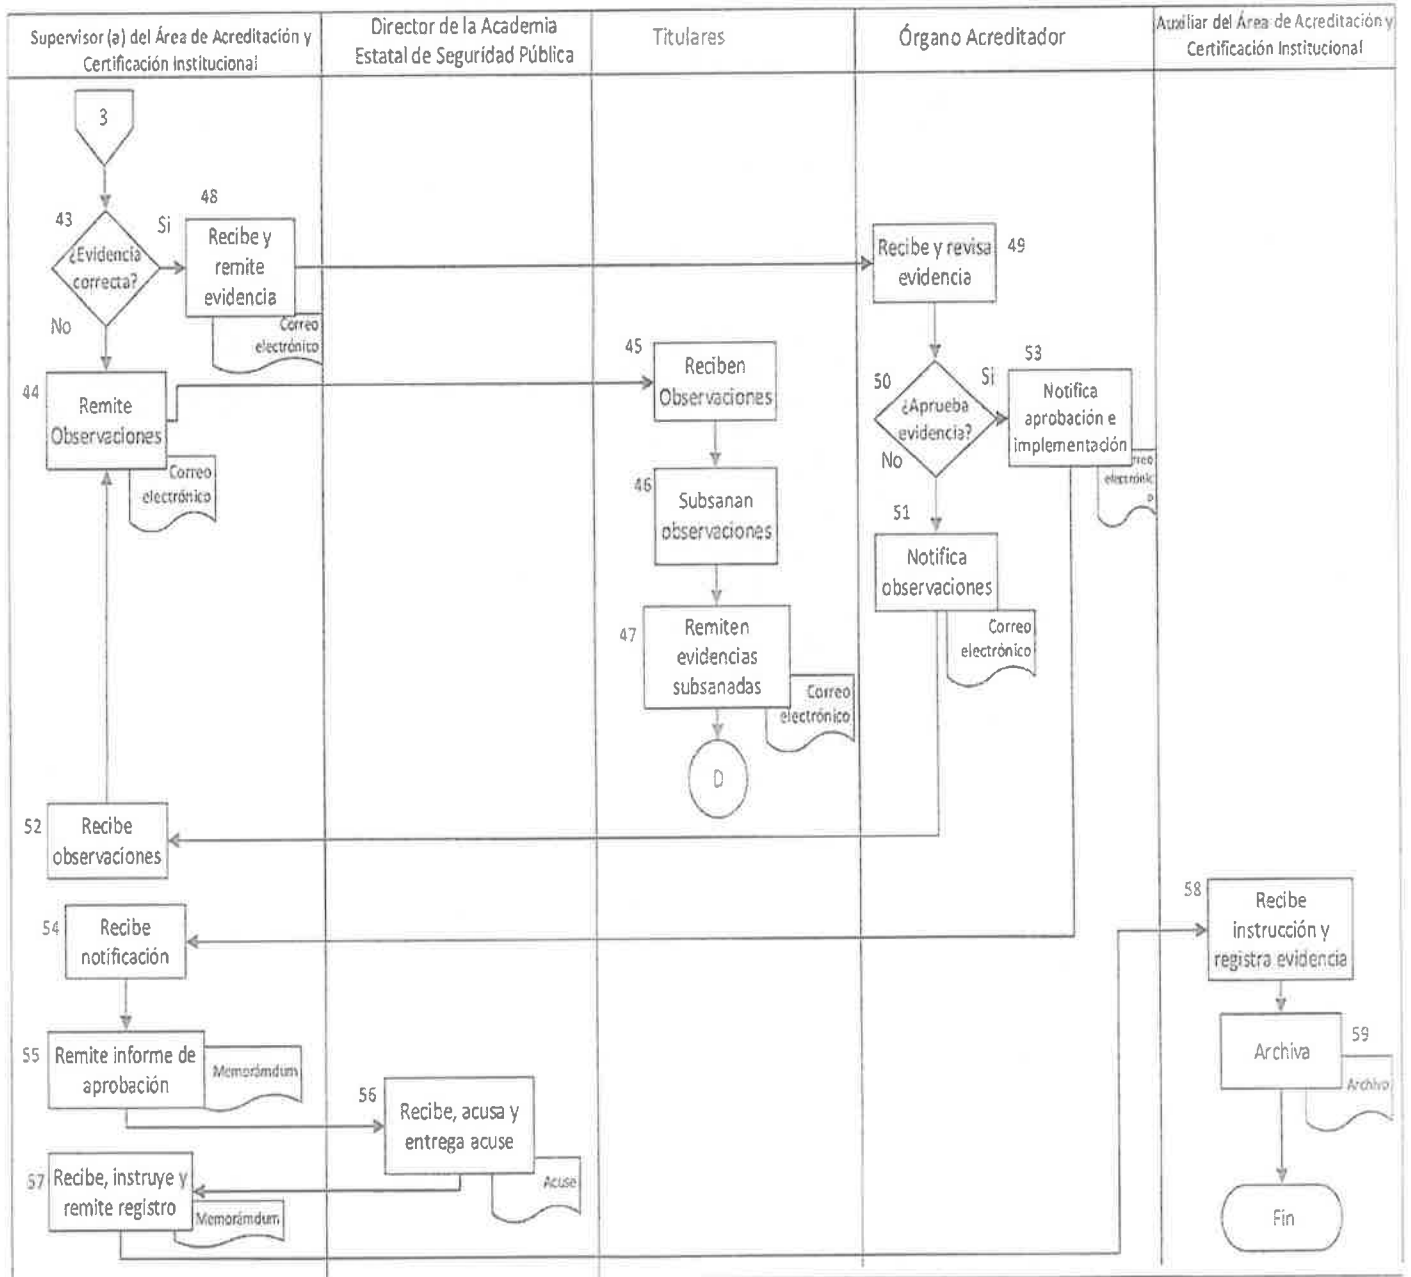 Supervisor (a) del Área de Acreditación y
Certificación Institucional
Director de la Academia
Estatal de Seguridad Pública
Titulares
Órgano Acreditador
Auxiliar del Área de Acreditación y
Certificación Institucional
3
43
¿Evidencia
correcta?
Si
No
48
Recibe y
remite
evidencia
Correo
electrónico
44
Remite
Observaciones
Correo
electrónico
45
Reciben
Observaciones
46
Subsanan
observaciones
47
Remiten
evidencias
subsanadas
Correo
electrónico
D
Recibe y revisa
evidencia
49
50
¿Aprueba
evidencia?
Si
No
53
Notifica
aprobación e
implementación
rreo
electrónic
o
51
Notifica
observaciones
Correo
electrónico
52
Recibe
observaciones
54
Recibe
notificación
55
Remite informe de
aprobación
Memorámdum
56
Recibe, acusa y
entrega acuse
Acuse
57
Recibe, instruye y
remite registro
Memorámdum
58
Recibe
instrucción y
registra evidencia
59
Archiva
Archivo
Fin